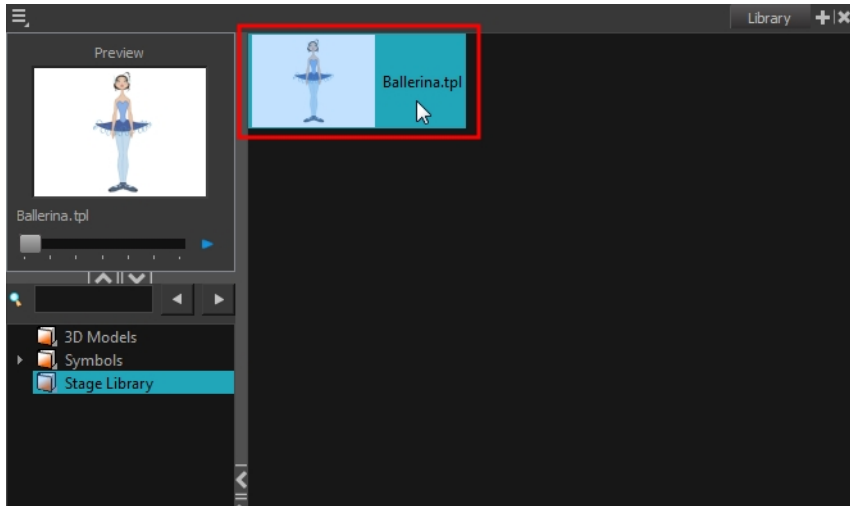 Library
Preview
Ballerina.tpl
Ballerina.tpl
3D Models
Symbols
Stage Library